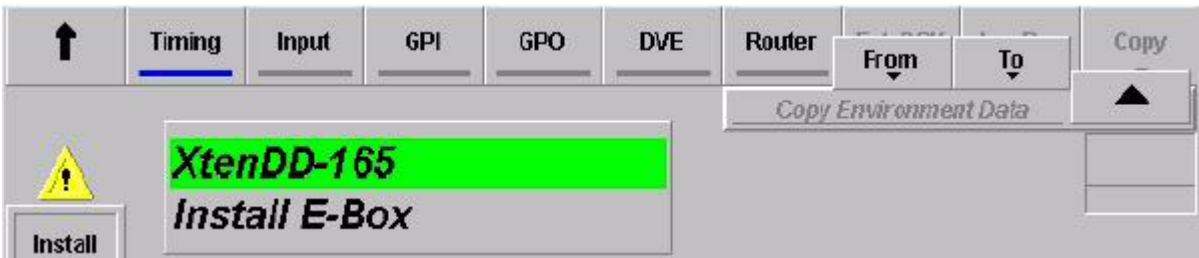 Timing Input GPI GPO DVE Router Copy
From To
Copy Environment Data
XtenDD-165
Install E-Box
Install